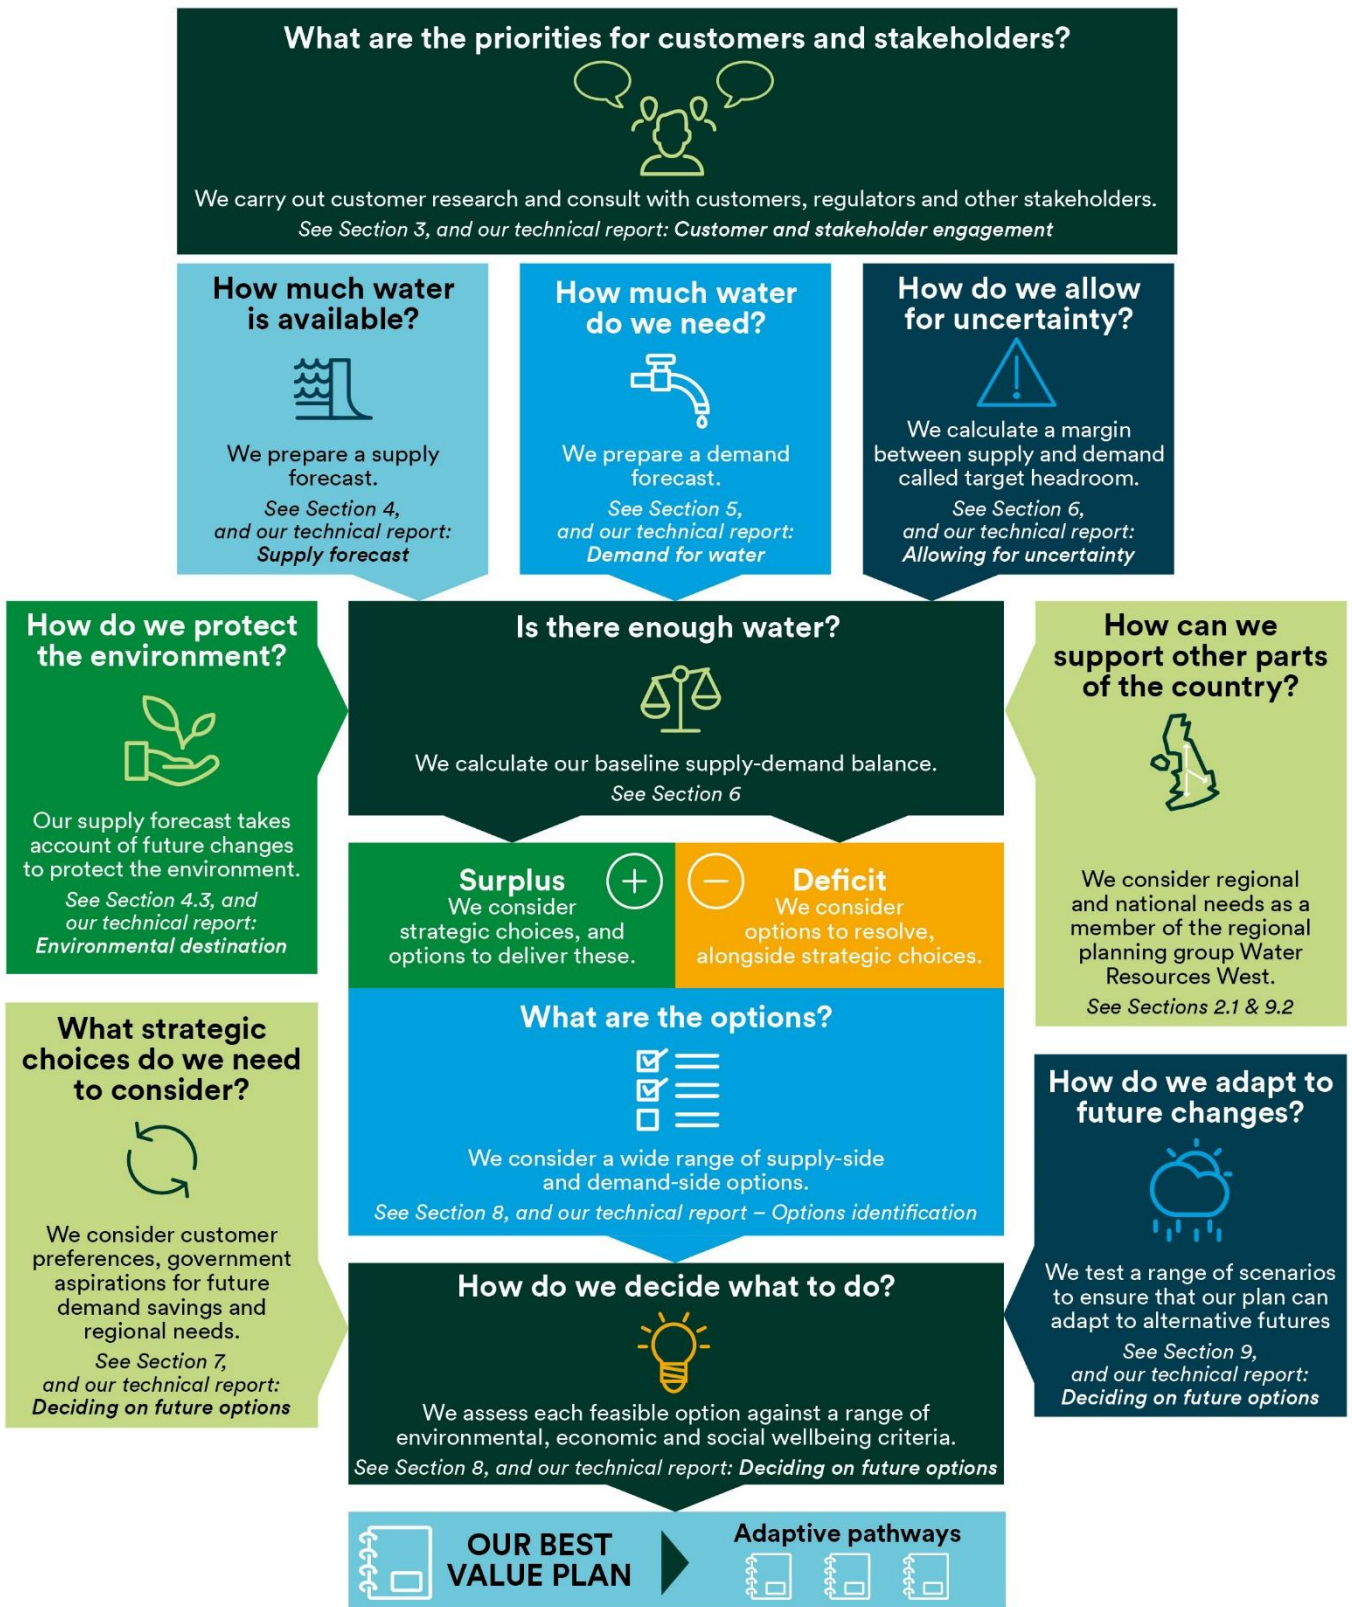 What are the priorities for customers and stakeholders?
We carry out customer research and consult with customers, regulators and other stakeholders.
See Section 3, and our technical report: Customer and stakeholder engagement
How much water
is available?
We prepare a supply
forecast.
See Section 4,
and our technical report:
Supply forecast
How much water
do we need?
We prepare a demand
forecast.
See Section 5,
and our technical report:
Demand for water
How do we allow
for uncertainty?
We calculate a margin
between supply and demand
called target headroom.
See Section 6,
and our technical report:
Allowing for uncertainty
How do we protect
the environment?
Our supply forecast takes
account of future changes
to protect the environment.
See Section 4.3, and
our technical report:
Environmental destination
Is there enough water?
We calculate our baseline supply-demand balance.
See Section 6
How can we
support other parts
of the country?
We consider regional
and national needs as a
member of the regional
planning group Water
Resources West.
See Sections 2.1 & 9.2
Surplus
We consider
strategic choices, and
options to deliver these.
Deficit
We consider
options to resolve,
alongside strategic choices.
What strategic
choices do we need
to consider?
We consider customer
preferences, government
aspirations for future
demand savings and
regional needs.
See Section 7,
and our technical report:
Deciding on future options
What are the options?
We consider a wide range of supply-side
and demand-side options.
See Section 8, and our technical report – Options identification
How do we adapt to
future changes?
We test a range of scenarios
to ensure that our plan can
adapt to alternative futures
See Section 9,
and our technical report:
Deciding on future options
How do we decide what to do?
We assess each feasible option against a range of
environmental, economic and social wellbeing criteria.
See Section 8, and our technical report: Deciding on future options
OUR BEST
VALUE PLAN
Adaptive pathways